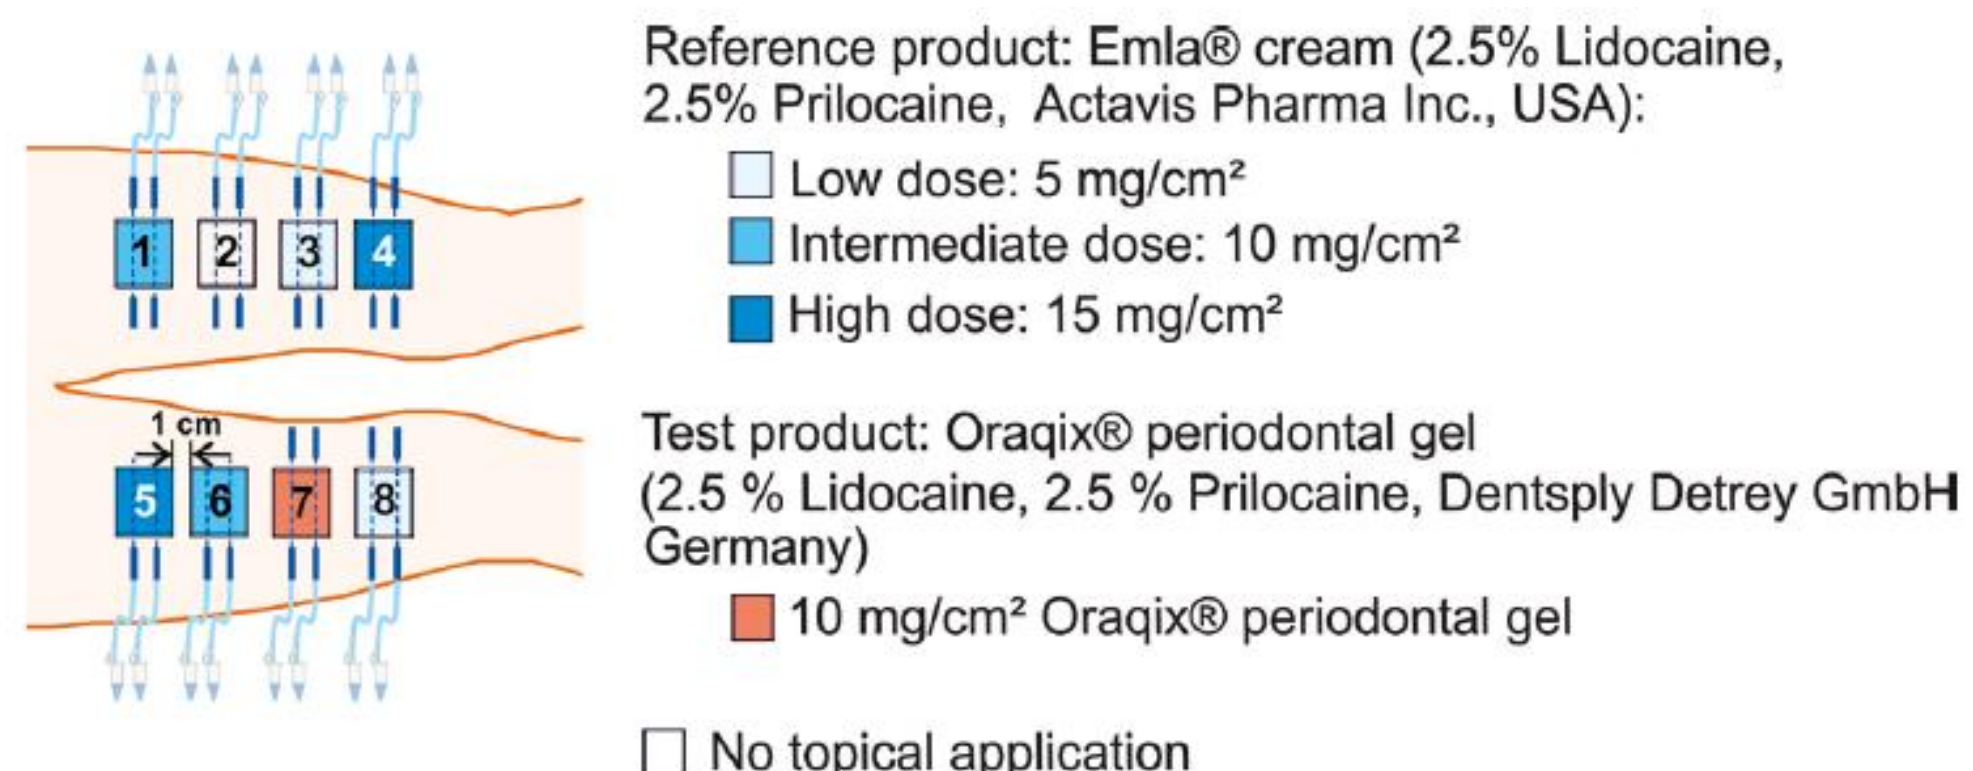 Reference product: Emla® cream (2.5% Lidocaine,
2.5% Prilocaine, Actavis Pharma Inc., USA):
Low dose: 5 mg/cm²
Intermediate dose: 10 mg/cm²
High dose: 15 mg/cm²
1 2 3 4
1 cm
5 6 7 8
Test product: Oraqix® periodontal gel
(2.5 % Lidocaine, 2.5 % Prilocaine, Dentsply Detrey GmbH
Germany)
10 mg/cm² Oraqix® periodontal gel
No topical application